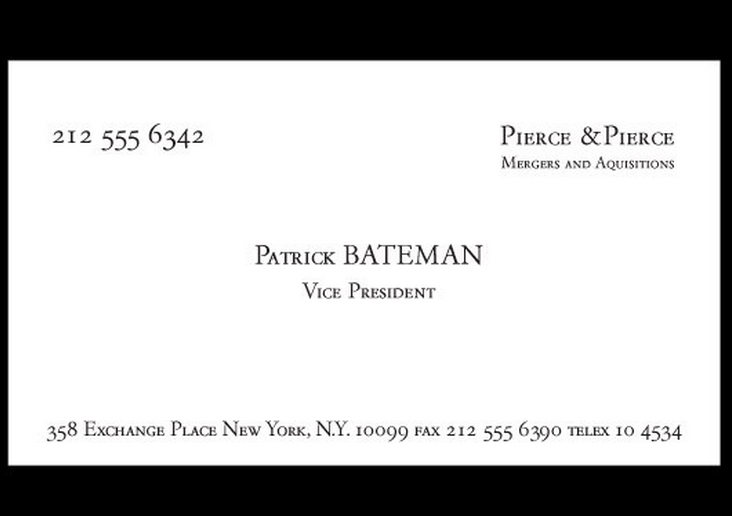 212 555 6342
Pierce &Pierce
Mergers and Aquisitions
Patrick BATEMAN
Vice President
358 Exchange Place New York, N.Y. 10099 fax 212 555 6390 telex 10 4534